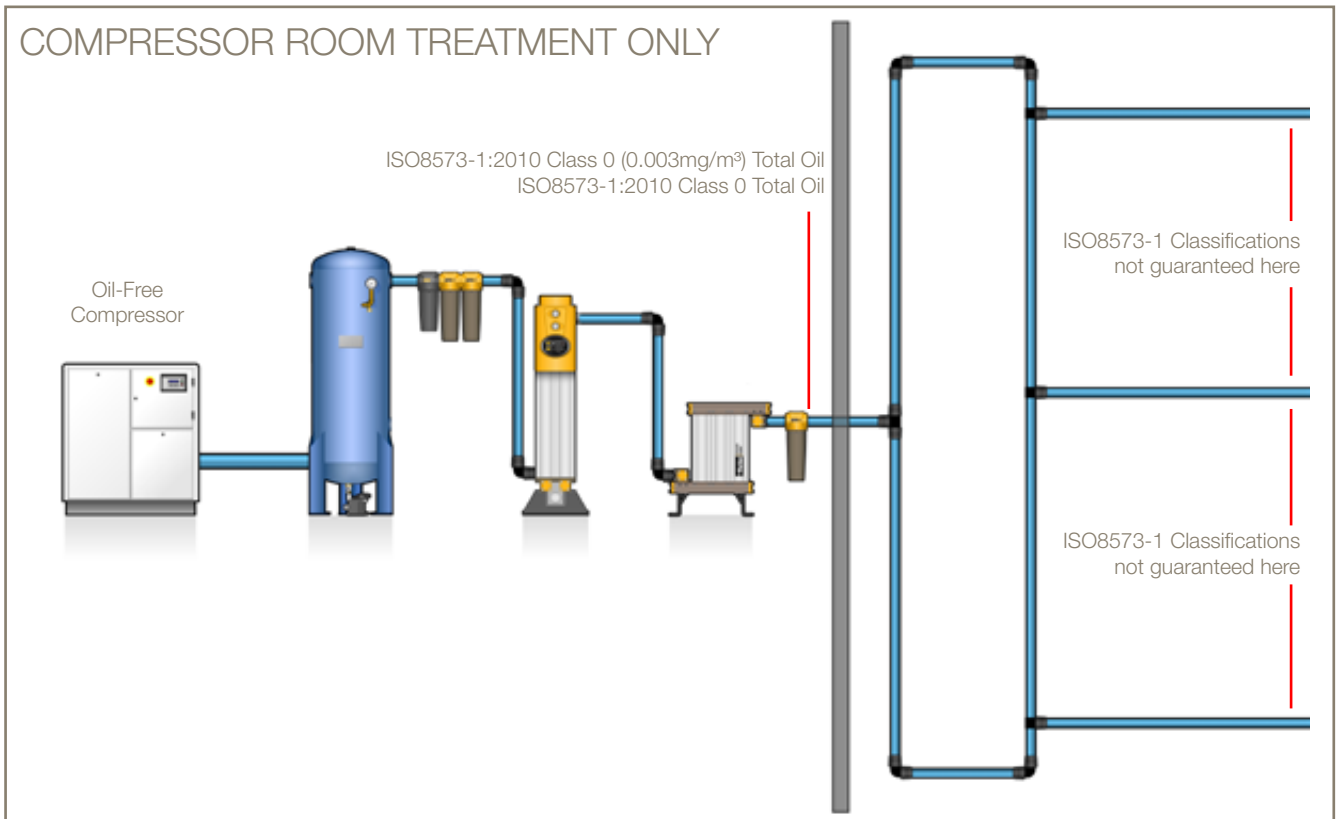 COMPRESSOR ROOM TREATMENT ONLY
ISO8573-1:2010 Class 0 (0.003mg/m³) Total Oil
ISO8573-1:2010 Class 0 Total Oil
Oil-Free
Compressor
ISO8573-1 Classifications
not guaranteed here
ISO8573-1 Classifications
not guaranteed here